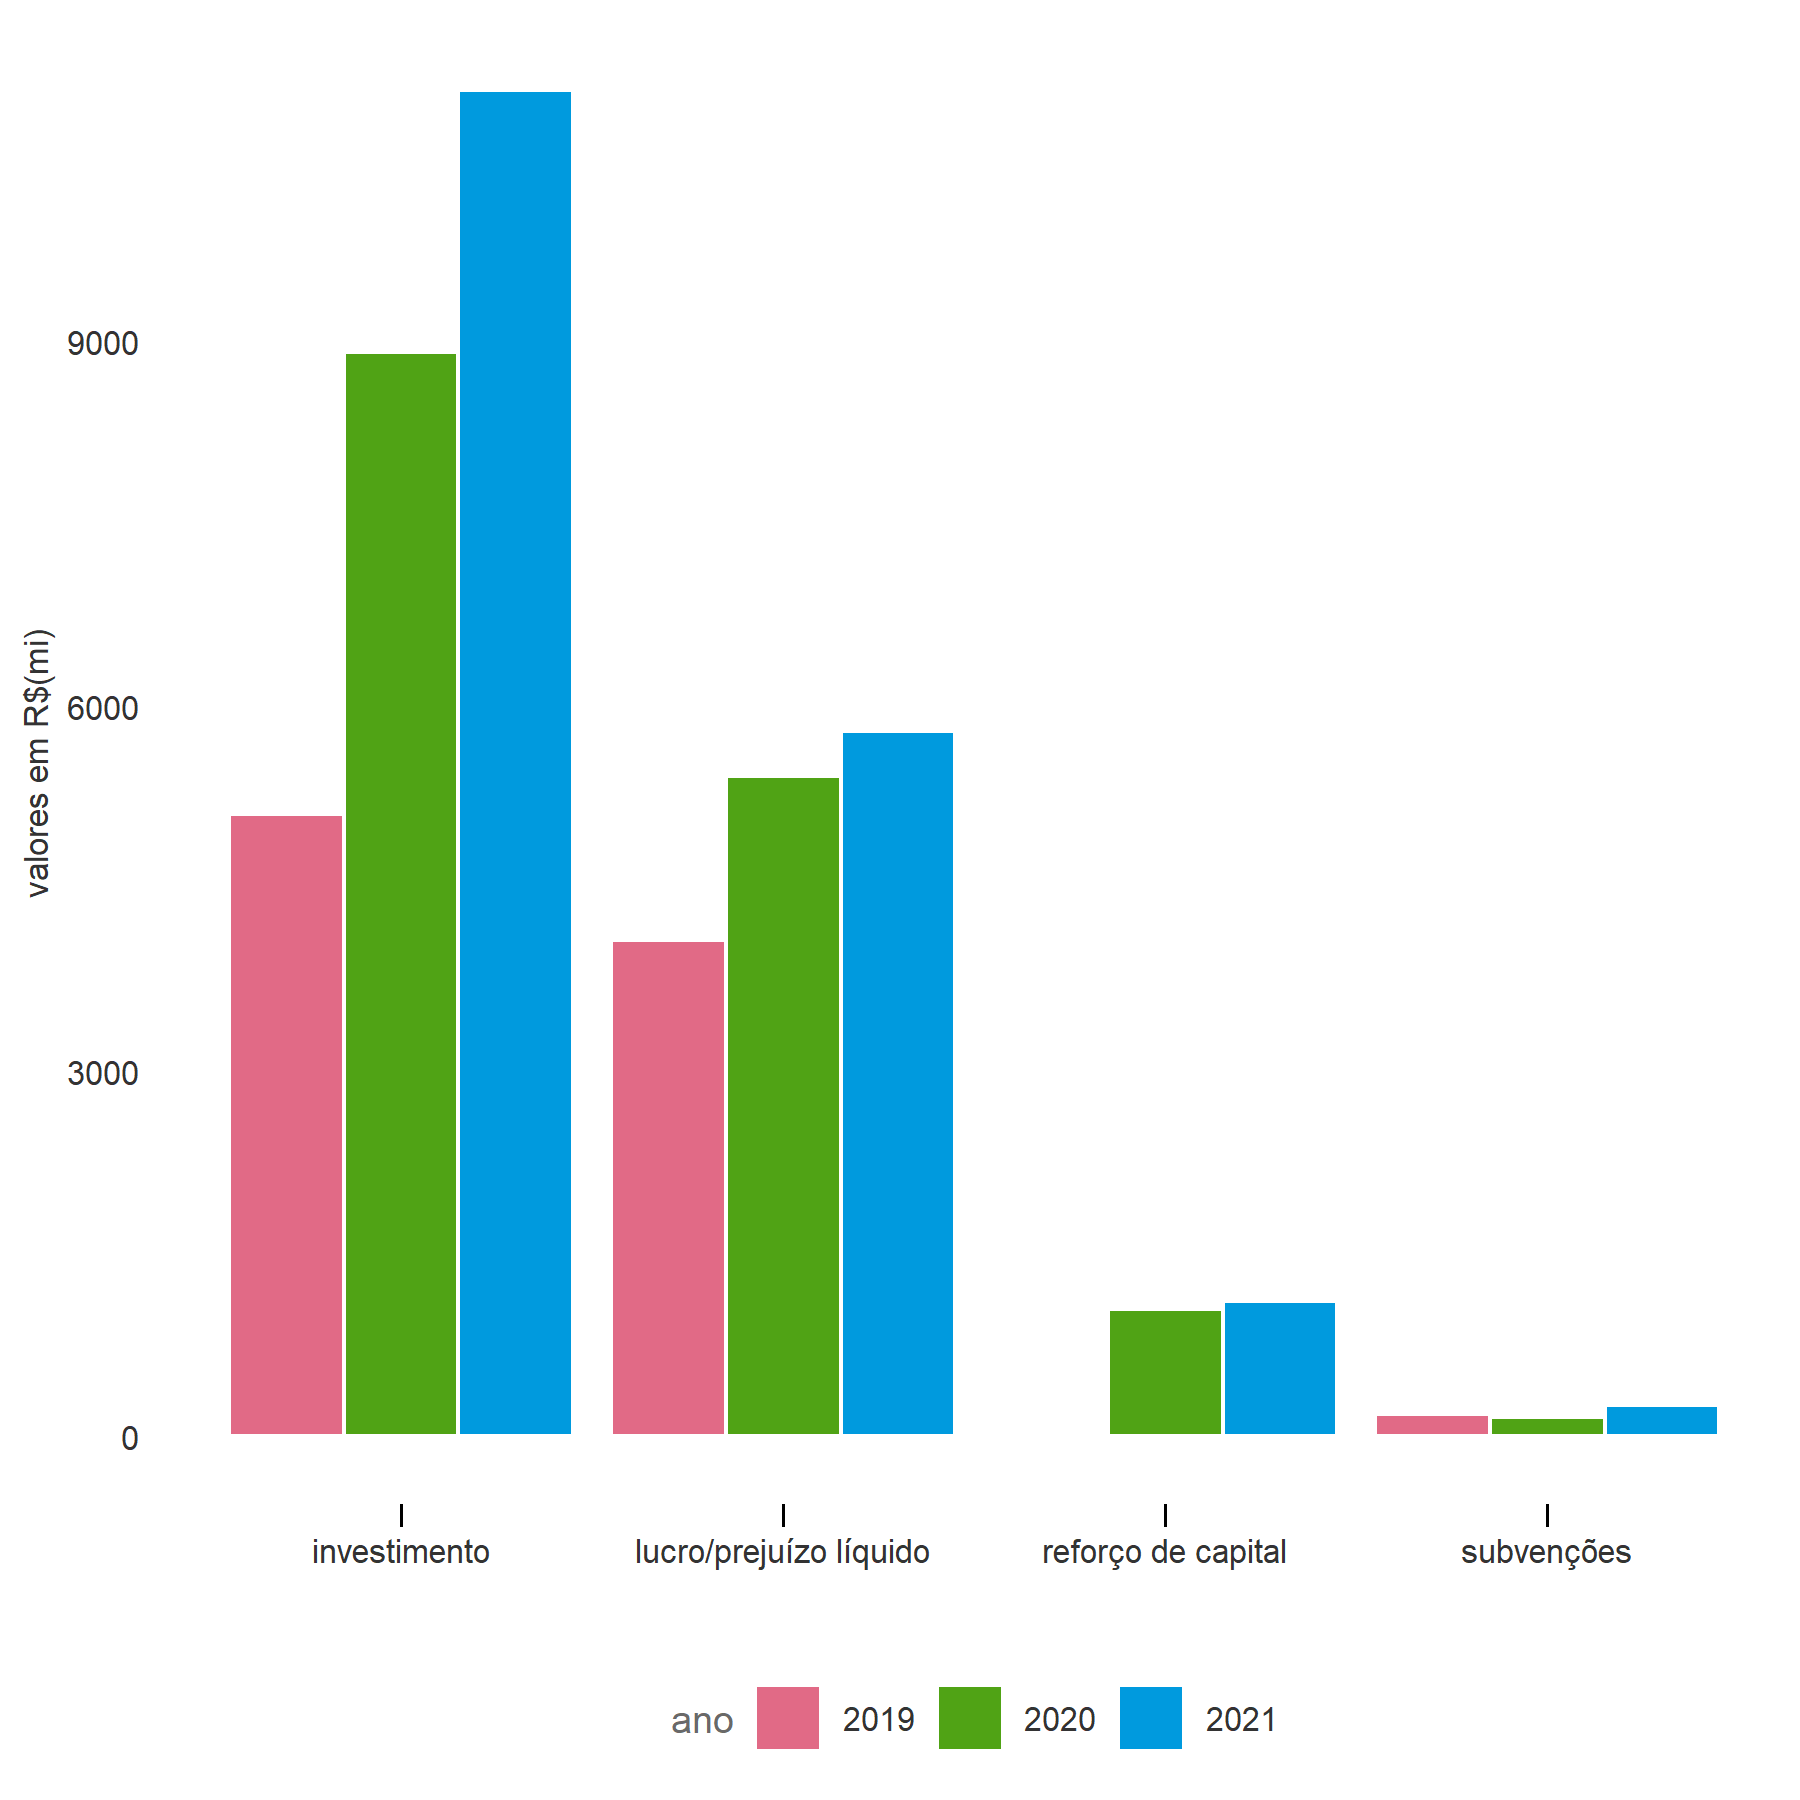 valores em R$(mi)
9000
6000
3000
0
investimento
lucro/prejuízo líquido
reforço de capital
subvenções
ano
2019
2020
2021